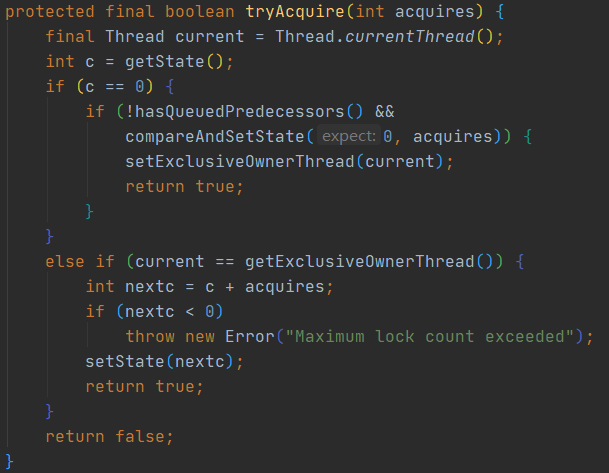 protected final boolean tryAcquire(int acquires) {
    final Thread current = Thread.currentThread();
    int c = getState();
    if (c == 0) {
        if (!hasQueuedPredecessors() &&
            compareAndSetState( expect: 0, acquires)) {
            setExclusiveOwnerThread(current);
            return true;
        }
    }
    else if (current == getExclusiveOwnerThread()) {
        int nextc = c + acquires;
        if (nextc < 0)
            throw new Error("Maximum lock count exceeded");
        setState(nextc);
        return true;
    }
    return false;
}